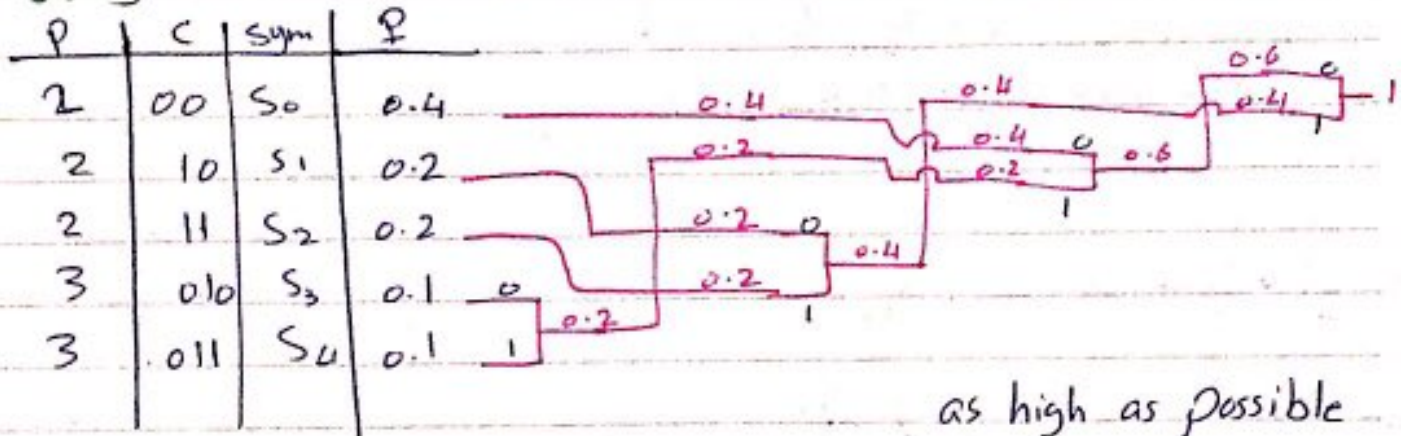 P C Sym P
2 00 S0 0.4 0.4 0.4 0.4 0 0.6 0 0.4 1 1
2 10 S1 0.2 0.2 0.2 1 0.6
2 11 S2 0.2 0.2 0 0.4
3 010 S3 0.1 0 0.2 1
3 011 S4 0.1 1 0.2
as high as possible